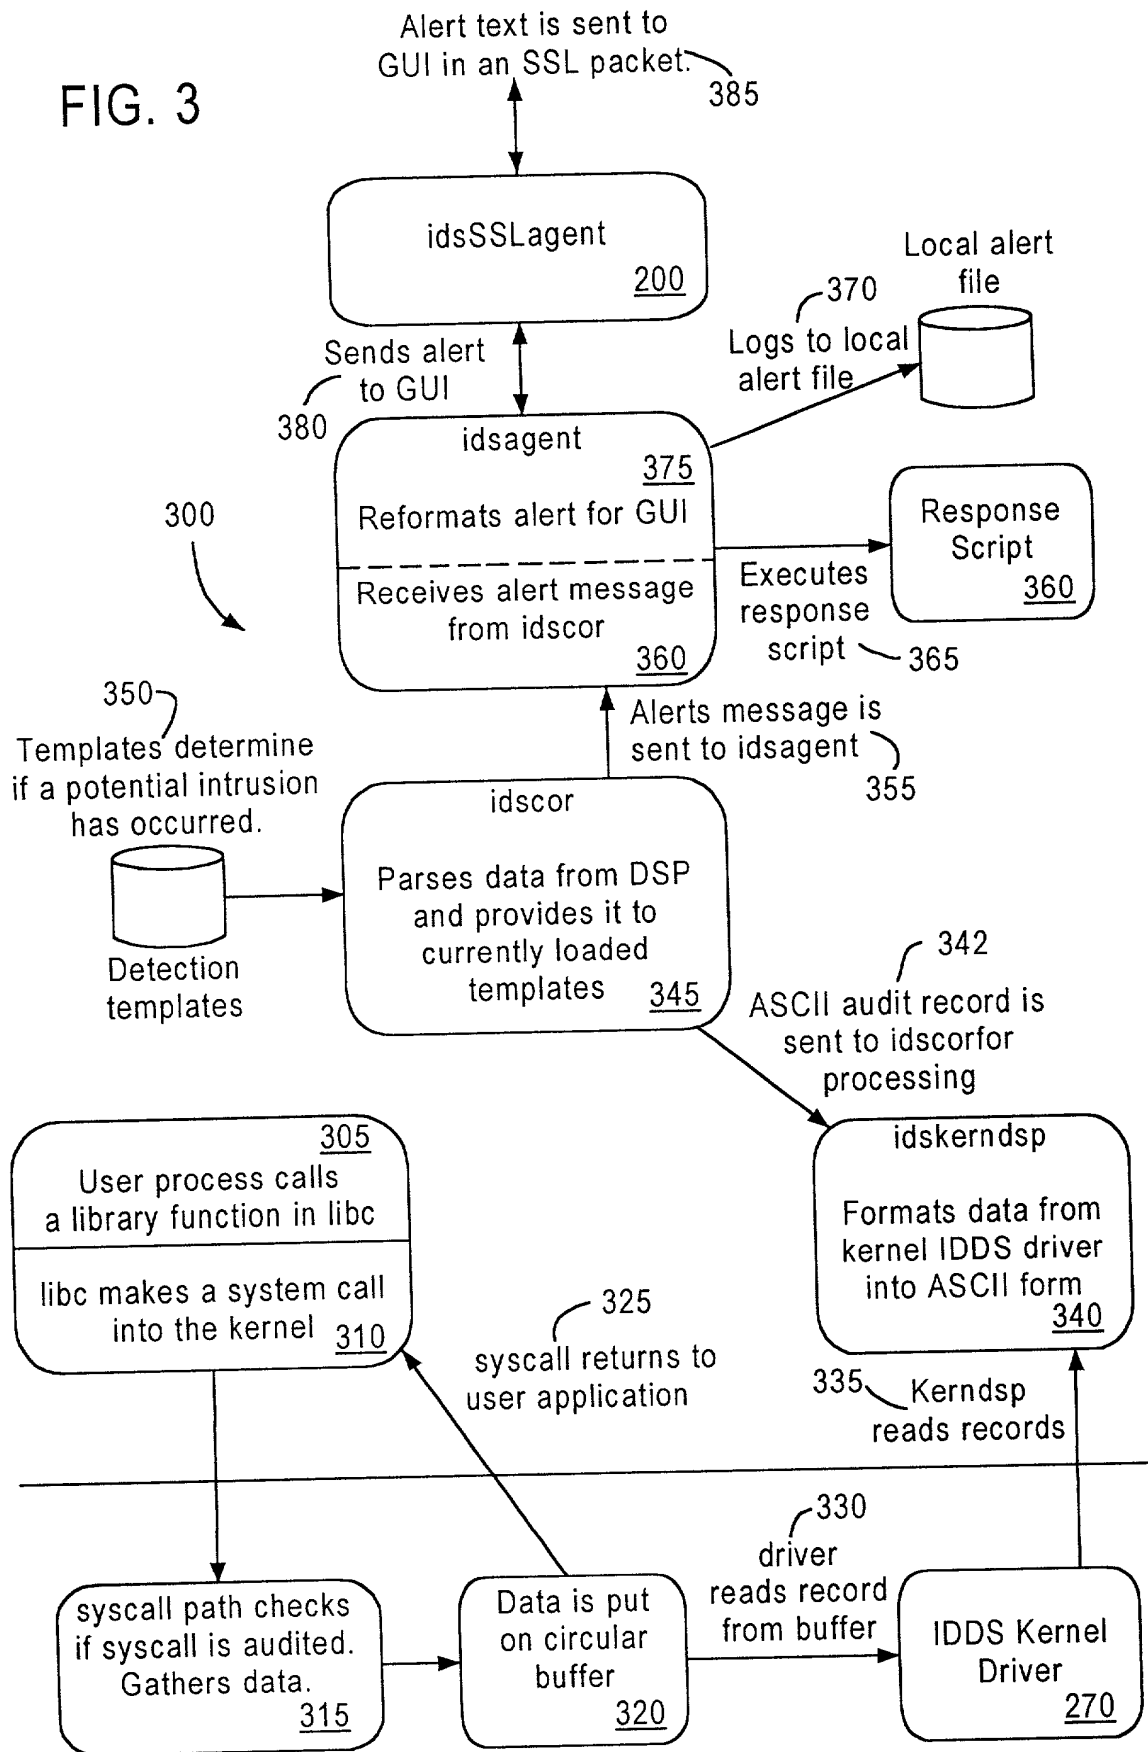 Alert text is sent to
GUI in an SSL packet.
385
FIG. 3
idsSSLagent
200
Local alert
file
370
Logs to local
alert file
Sends alert
to GUI
380
idsagent
375
Reformats alert for GUI
Receives alert message
from idscor
360
300
Response
Script
360
Executes
response
script
365
350
Templates determine
if a potential intrusion
has occurred.
Alerts message is
sent to idsagent
355
idscor
Parses data from DSP
and provides it to
currently loaded
templates
345
Detection
templates
342
ASCII audit record is
sent to idscorfor
processing
305
User process calls
a library function in libc
libc makes a system call
into the kernel
310
idskerndsp
Formats data from
kernel IDDS driver
into ASCII form
340
325
syscall returns to
user application
335
Kerndsp
reads records
330
driver
reads record
from buffer
syscall path checks
if syscall is audited.
Gathers data.
315
Data is put
on circular
buffer
320
IDDS Kernel
Driver
270